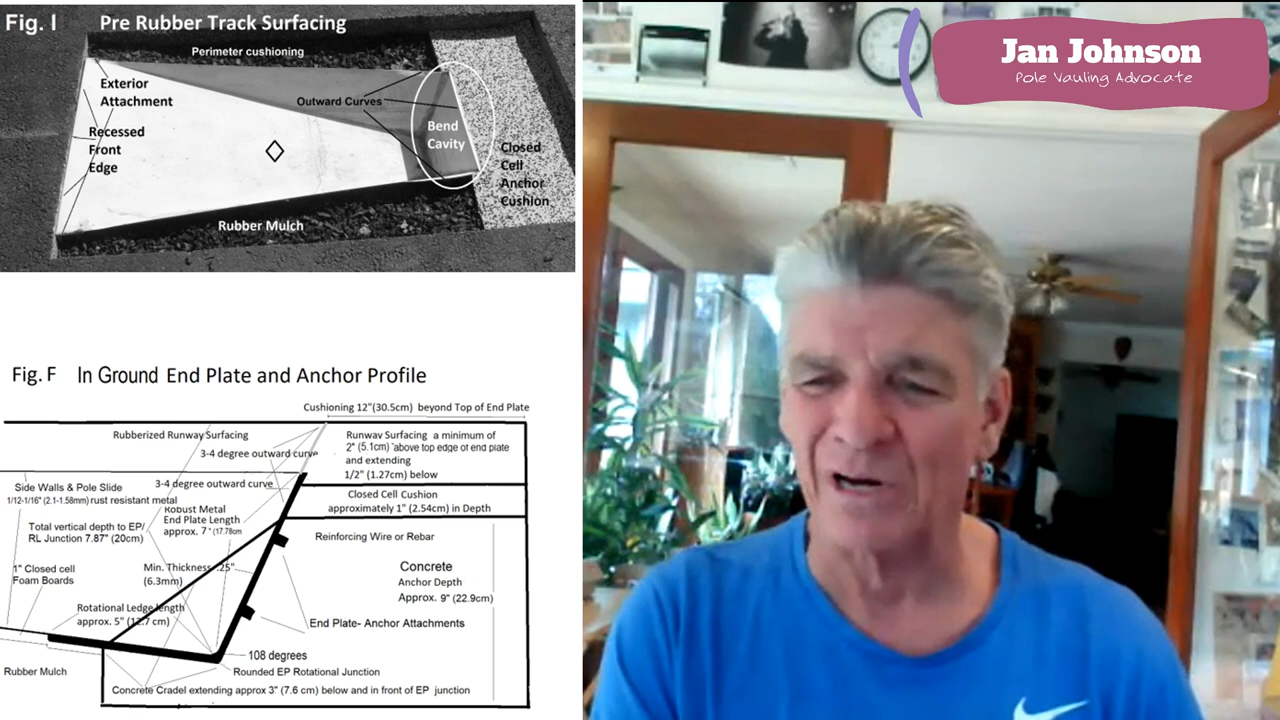 Fig. I
Pre Rubber Track Surfacing
Perimeter cushioning
Exterior
Attachment
Outward Curves
Recessed
Front
Edge
Bend
Cavity
Closed
Cell
Anchor
Cushion
Rubber Mulch
Jan Johnson
Pole Vauling Advocate
Fig. F In Ground End Plate and Anchor Profile
Cushioning 12"(30.5cm) beyond Top of End Plate
Rubberized Runway Surfacing
3-4 degree outward curve
Runway Surfacing a minimum of
2" (5.1cm) above top edge of end plate
and extending
1/2" (1.27cm) below
Side Walls & Pole Slide
3-4 degree outward curve
1/12-1/16" (2.1-1.58mm) rust resistant metal
Closed Cell Cushion
approximately 1" (2.54cm) in Depth
Robust Metal
End Plate Length
approx. 7 " (17.78cm
Total vertical depth to EP/
RL Junction 7.87" (20cm)
Reinforcing Wire or Rebar
1" Closed cell
Foam Boards
Min. Thickness .25"
(6.3mm)
Concrete
Anchor Depth
Approx. 9" (22.9cm)
Rotational Ledge length
approx. 5" (12.7 cm)
End Plate- Anchor Attachments
108 degrees
Rubber Mulch
Rounded EP Rotational Junction
Concrete Cradel extending approx 3" (7.6 cm) below and in front of EP junction